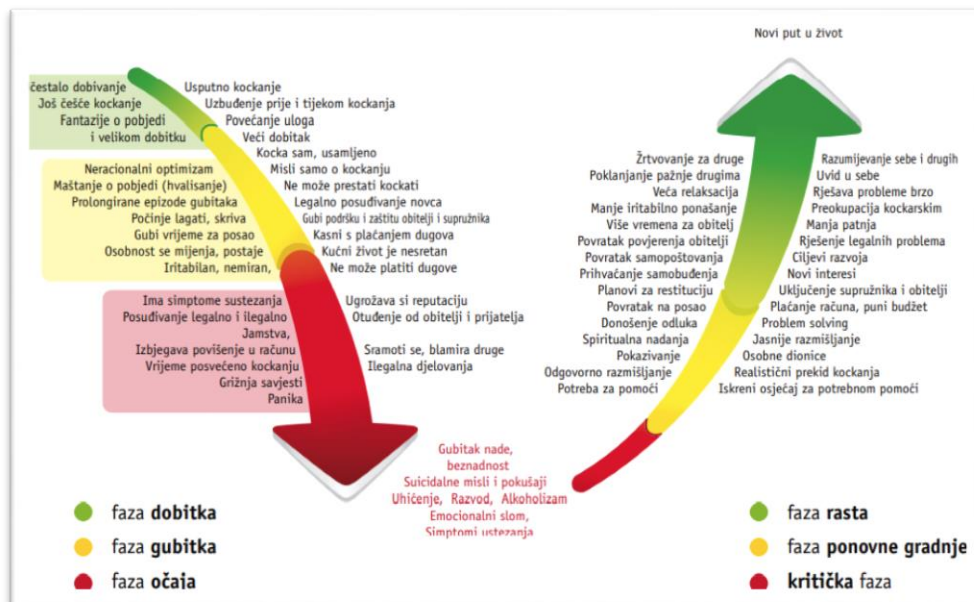 Novi put u život
čestalo dobivanje
Još češće kockanje
Fantazije o pobjedi
i velikom dobitku
Usputno kockanje
Uzbuđenje prije i tijekom kockanja
Povećanje uloga
Veći dobitak
Kocka sam, usamljeno
Neracionalni optimizam
Maštanje o pobjedi (hvalisanje)
Prolongirane epizode gubitaka
Počinje lagati, skriva
Gubi vrijeme za posao
Osobnost se mijenja, postaje
Iritabilan, nemiran,
Misli samo o kockanju
Ne može prestati kockati
Legalno posuđivanje novca
Gubi podršku i zaštitu obitelji i supružnika
Kasni s plaćanjem dugova
Kućni život je nesretan
Ne može platiti dugove
Ima simptome sustezanja
Posuđivanje legalno i ilegalno
Jamstva,
Izbjegava povišenje u računu
Vrijeme posvećeno kockanju
Grižnja savjesti
Panika
Ugrožava si reputaciju
Otuđenje od obitelji i prijatelja
Sramoti se, blamira druge
Ilegalna djelovanja
Gubitak nade,
beznadnost
Suicidalne misli i pokušaji
Uhićenje, Razvod, Alkoholizam
Emocionalni slom,
Simptomi ustezanja
Žrtvovanje za druge
Poklanjanje pažnje drugima
Veća relaksacija
Manje iritabilno ponašanje
Više vremena za obitelj
Povratak povjerenja obitelji
Povratak samopoštovanja
Prihvaćanje samobuđenja
Planovi za restituciju
Povratak na posao
Donošenje odluka
Spiritualna nadanja
Pokazivanje
Odgovorno razmišljanje
Potreba za pomoći
Razumijevanje sebe i drugih
Uvid u sebe
Rješava probleme brzo
Preokupacija kockarskim
Manja patnja
Rješenje legalnih problema
Ciljevi razvoja
Novi interesi
Uključenje supružnika i obitelji
Plaćanje računa, puni budžet
Problem solving
Jasnije razmišljanje
Osobne dionice
Realistični prekid kockanja
Iskreni osjećaj za potrebnom pomoći
faza dobitka
faza gubitka
faza očaja
faza rasta
faza ponovne gradnje
kritička faza